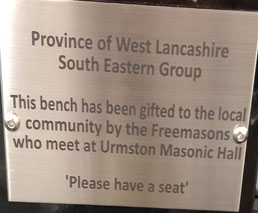 Province of West Lancashire
South Eastern Group
This bench has been gifted to the local
community by the Freemasons
who meet at Urmston Masonic Hall
'Please have a seat'